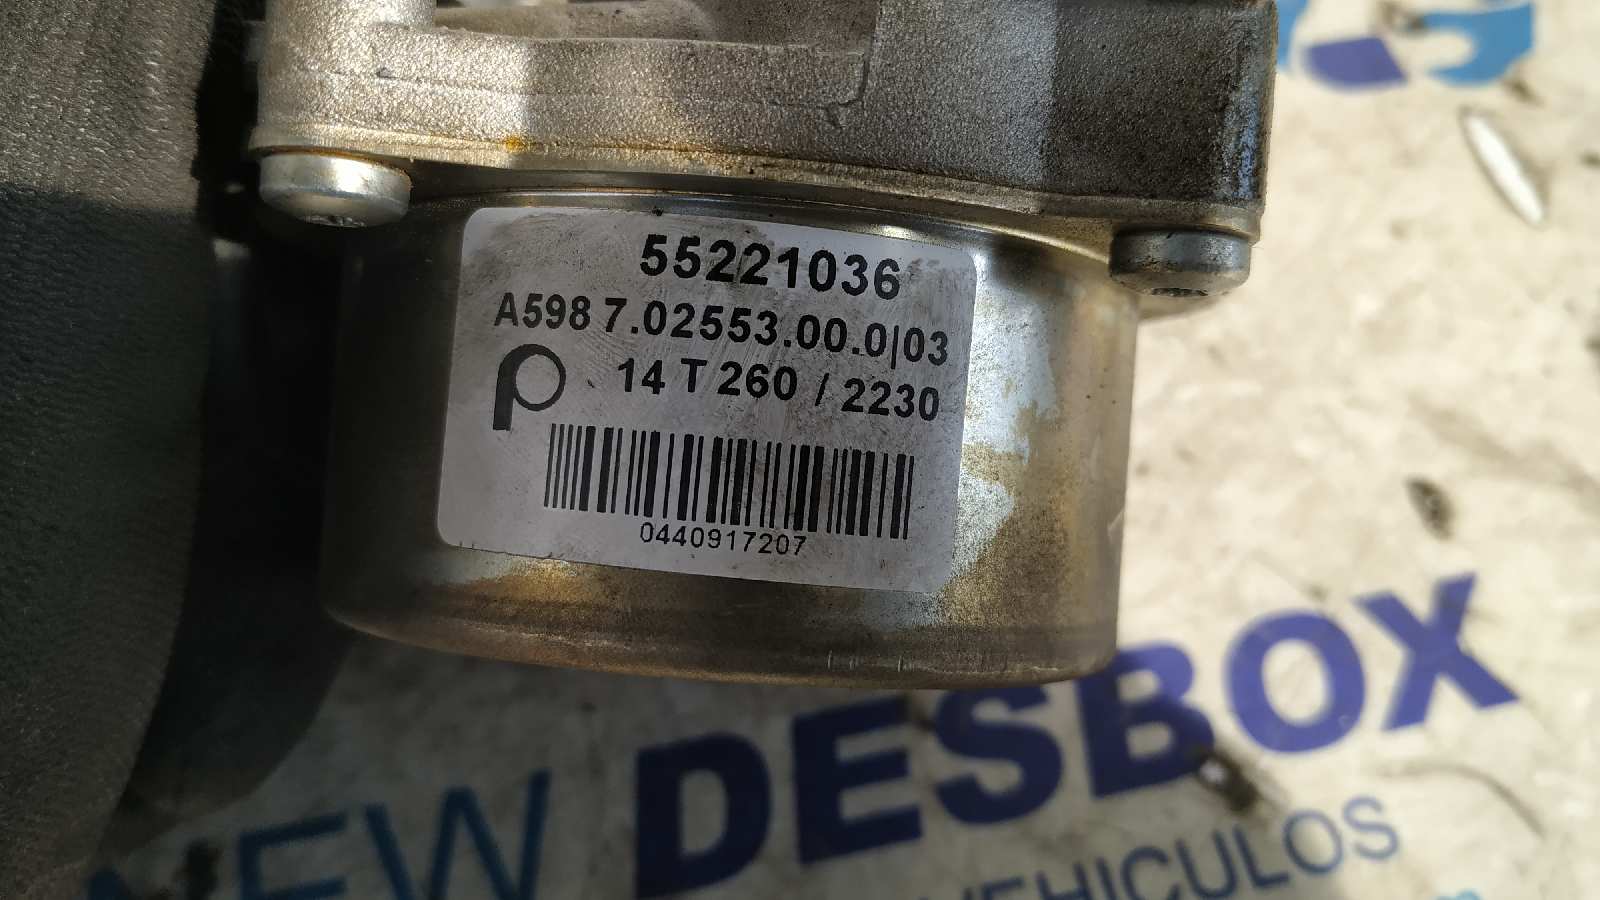 55221036
A598 7.02553.00.0|03
14 T 260 / 2230
0440917207
NEW DESBOX
VEHICULOS